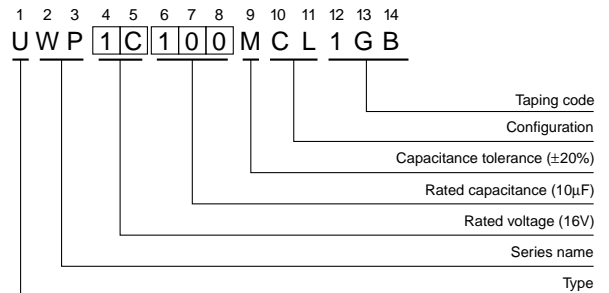 1 2 3 4 5 6 7 8 9 10 11 12 13 14
U W P 1 C 1 0 0 M C L 1 G B
Taping code
Configuration
Capacitance tolerance (±20%)
Rated capacitance (10µF)
Rated voltage (16V)
Series name
Type